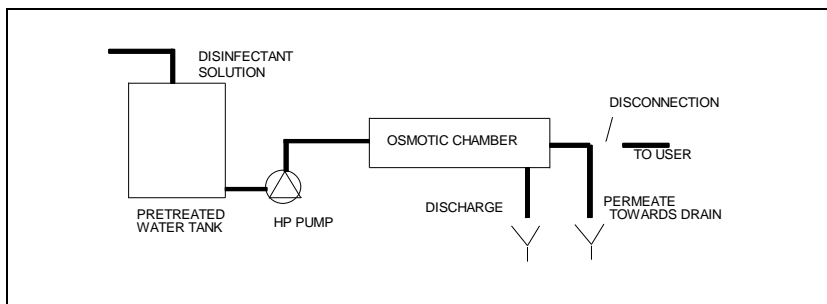 DISINFECTANT
SOLUTION
DISCONNECTION
OSMOTIC CHAMBER
TO USER
PRETREATED
WATER TANK
HP PUMP
DISCHARGE
PERMEATE
TOWARDS DRAIN